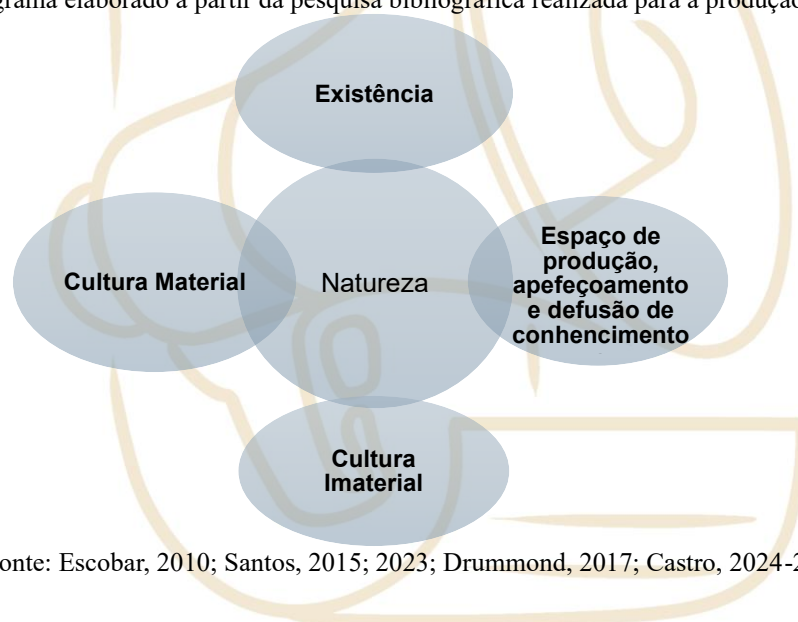 grama elaborado a partir da pesquisa bibliográfica realizada para a produção
Existência
Cultura Material
Natureza
Espaço de
produção,
apefeçoamento
e defusão de
conhencimento
Cultura
Imaterial
onte: Escobar, 2010; Santos, 2015; 2023; Drummond, 2017; Castro, 2024-2